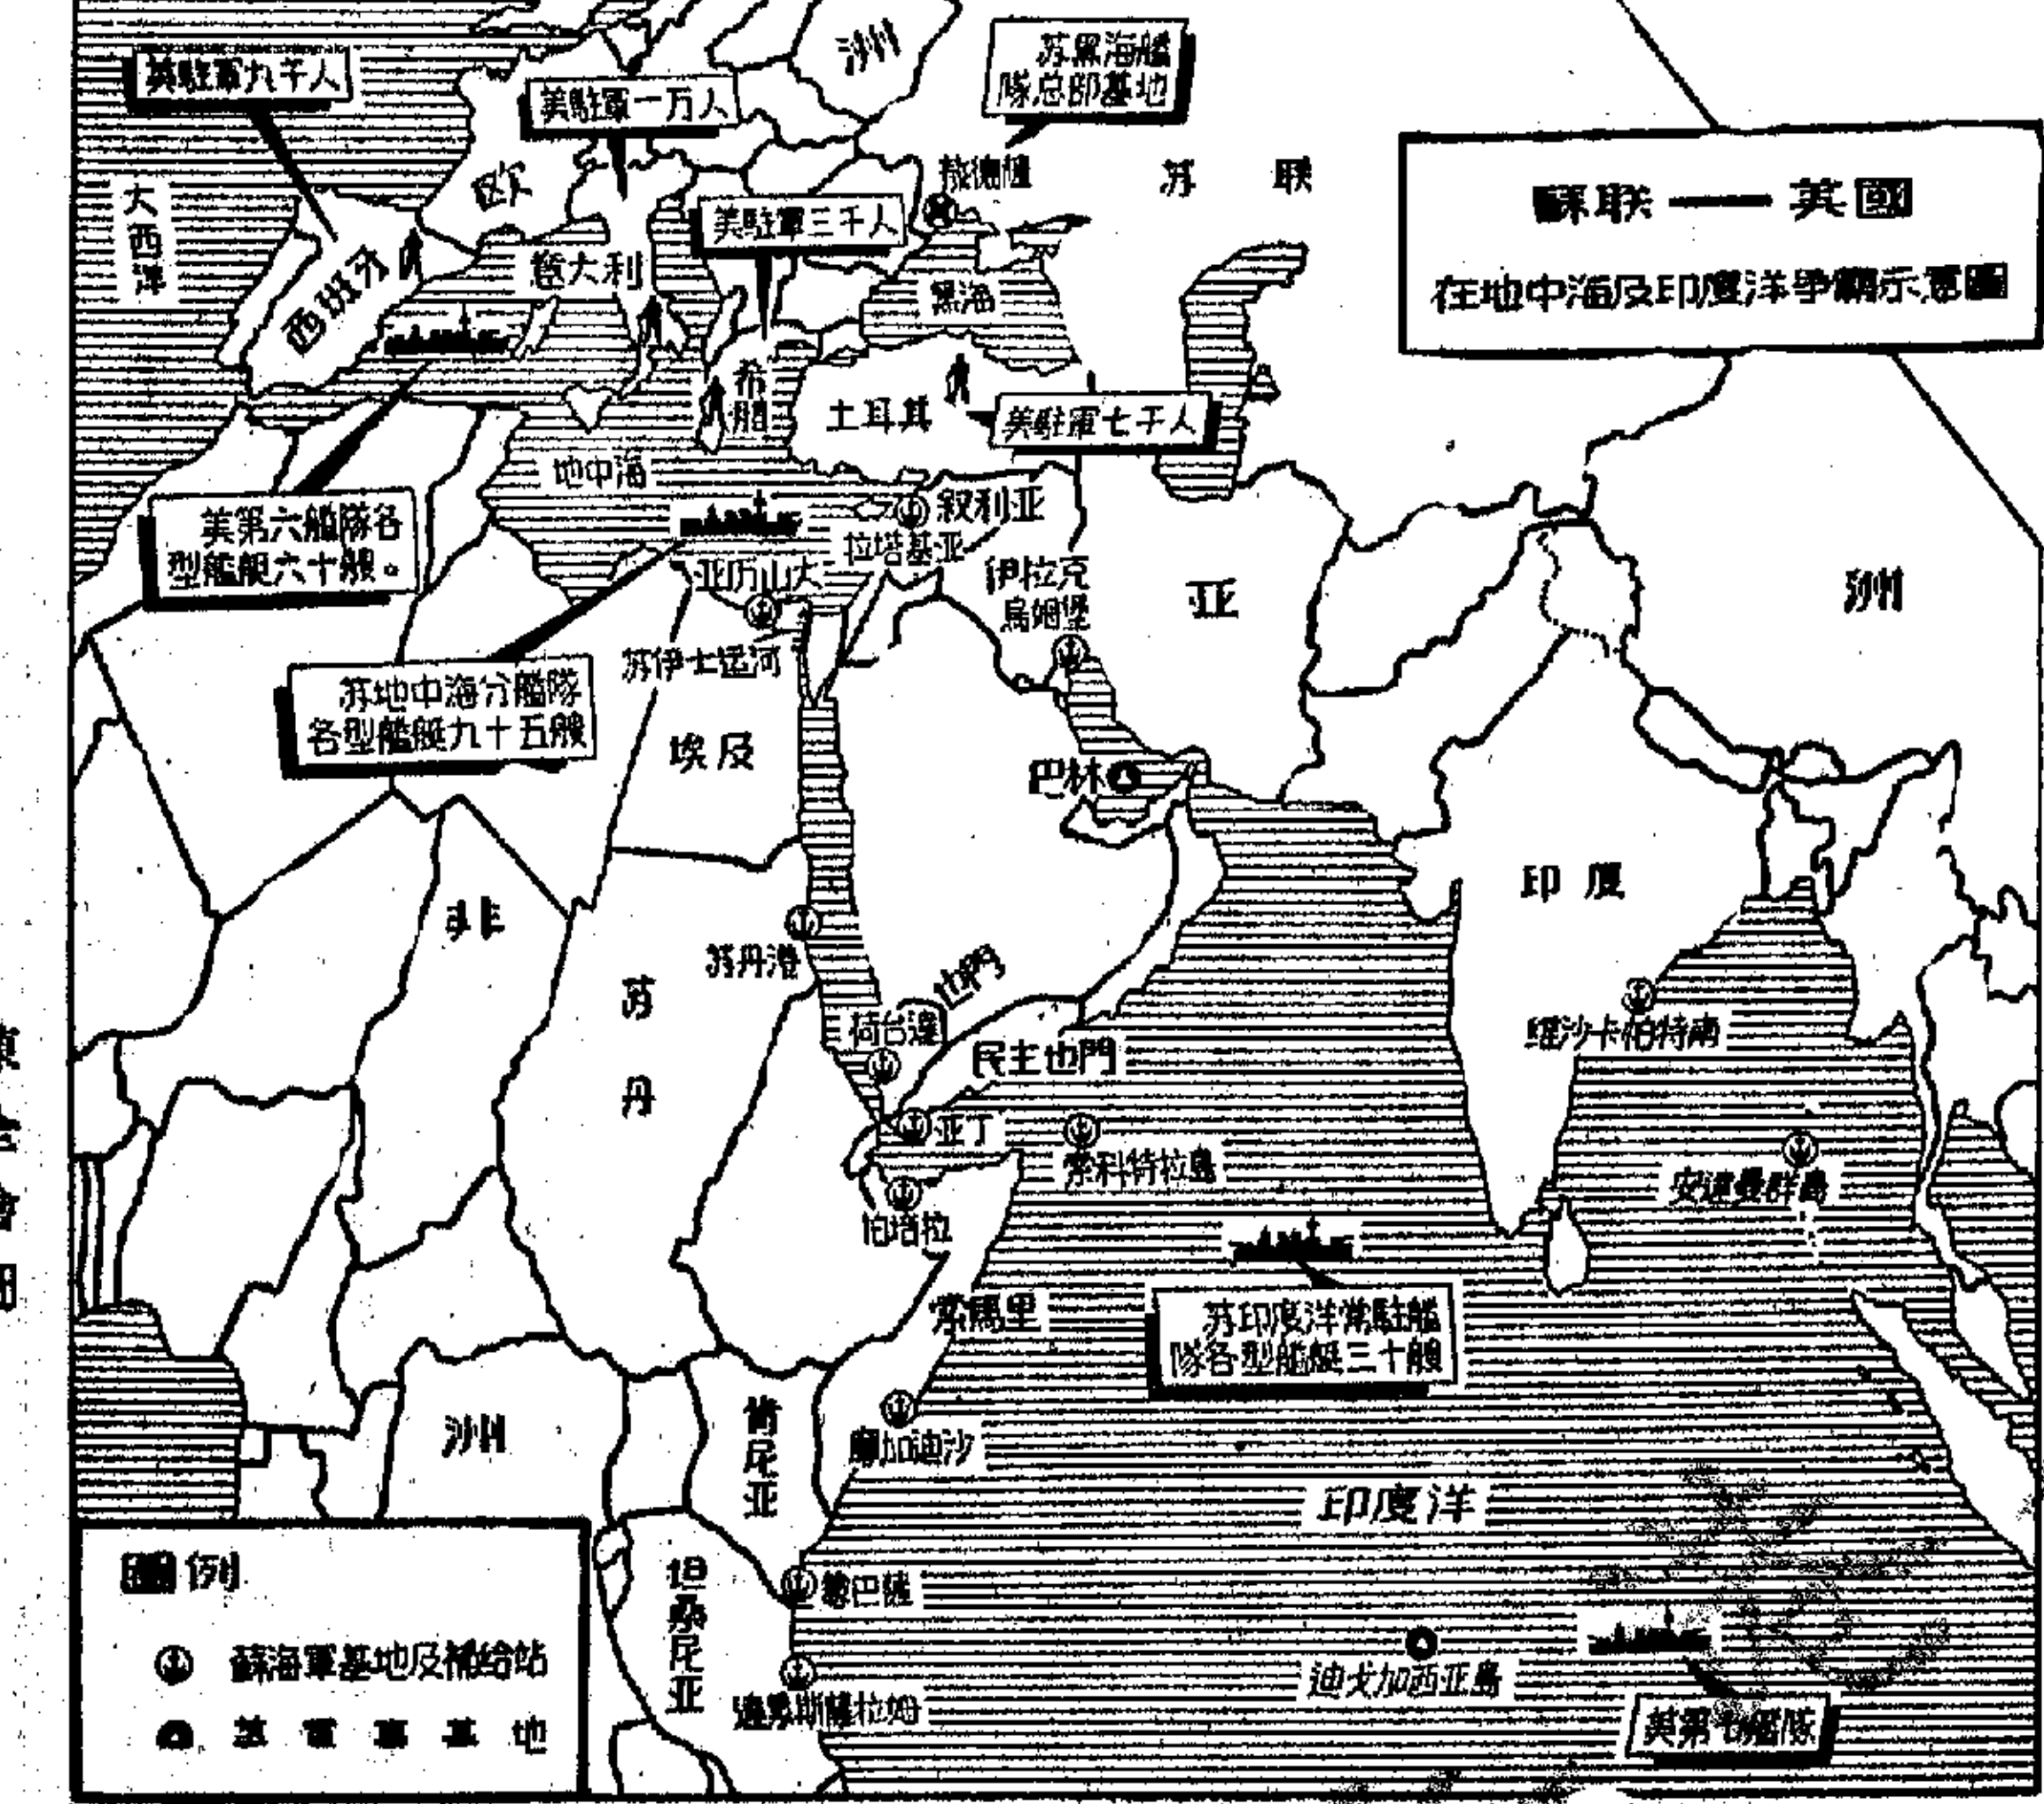 美駐軍九千人
美駐軍一万人
洲
苏黑海艦
隊总部基地
苏联
蘇联——美國
在地中海及印度洋爭霸示意圖
大西洋
欧
美駐軍三千人
意大利
黑海
西班牙
希腊
土耳其
美駐軍七千人
地中海
美第六艦隊各
型艦艇六十艘。
叙利亚
拉塔基亚
亚历山大
伊拉克
烏姆堡
亚
洲
苏伊士运河
苏地中海分艦隊
各型艦艇九十五艘
埃及
巴林
印度
非
苏丹港
苏丹
也門
荷台達
民主也門
維沙卡帕特南
亚丁
索科特拉島
安達曼群島
伯培拉
索馬里
苏印度洋常駐艦
隊各型艦艇三十艘
洲
肯尼亚
摩加迪沙
印度洋
圖例
蘇海軍基地及補给站
美軍事基地
坦桑尼亚
蒙巴薩
達累斯薩拉姆
迪戈加西亚島
美第七艦隊